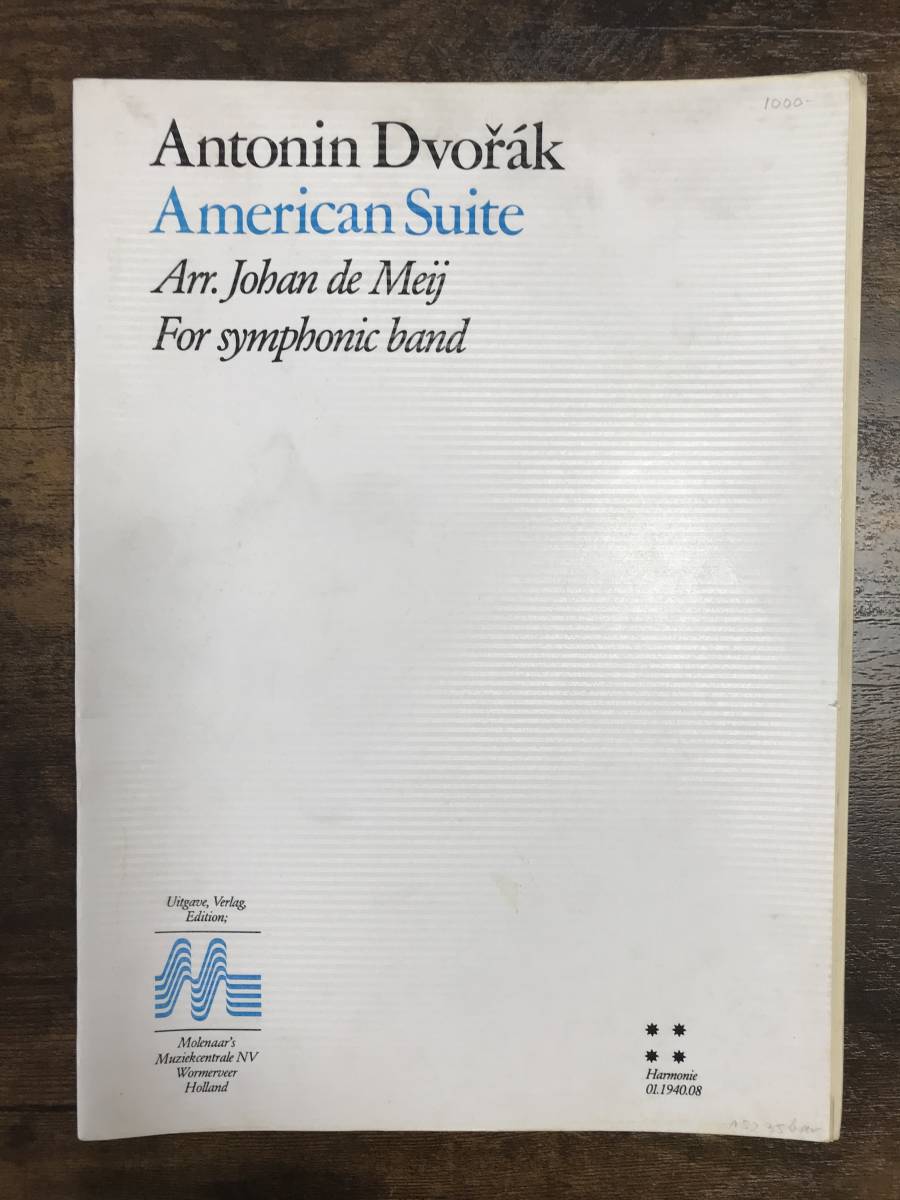 1000-
Antonin Dvořák
American Suite
Arr. Johan de Meij
For symphonic band
Uitgave, Verlag,
Edition;
Molenaar's
Muziekcentrale NV
Wormerveer
Holland
Harmonie
01.1940.08